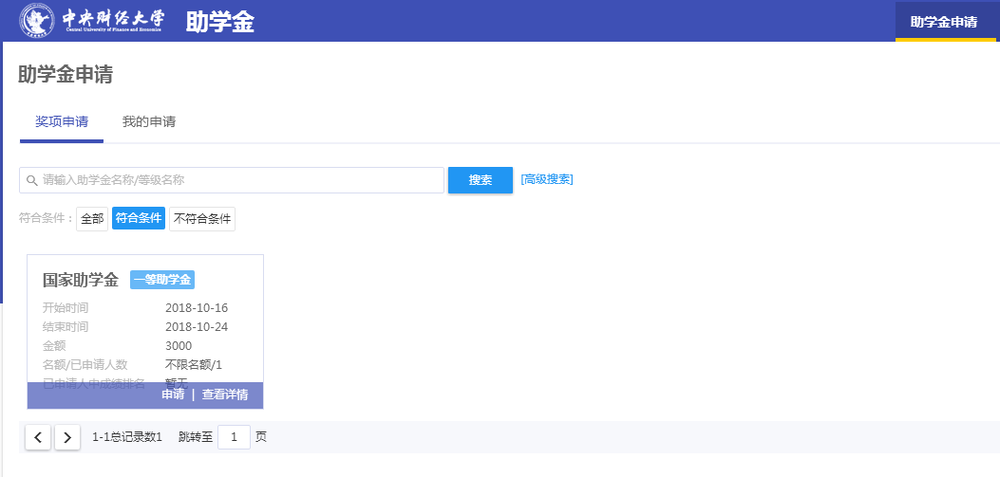 中央财经大学 助学金 助学金申请
Central University of Finance and Economics
助学金申请
奖项申请 我的申请
请输入助学金名称/等级名称 搜索 [高级搜索]
符合条件： 全部 符合条件 不符合条件
国家助学金 一等助学金
开始时间 2018-10-16
结束时间 2018-10-24
金额 3000
名额/已申请人数 不限名额/1
已申请人中成绩排名 暂无
申请 | 查看详情
1-1总记录数1 跳转至 1 页